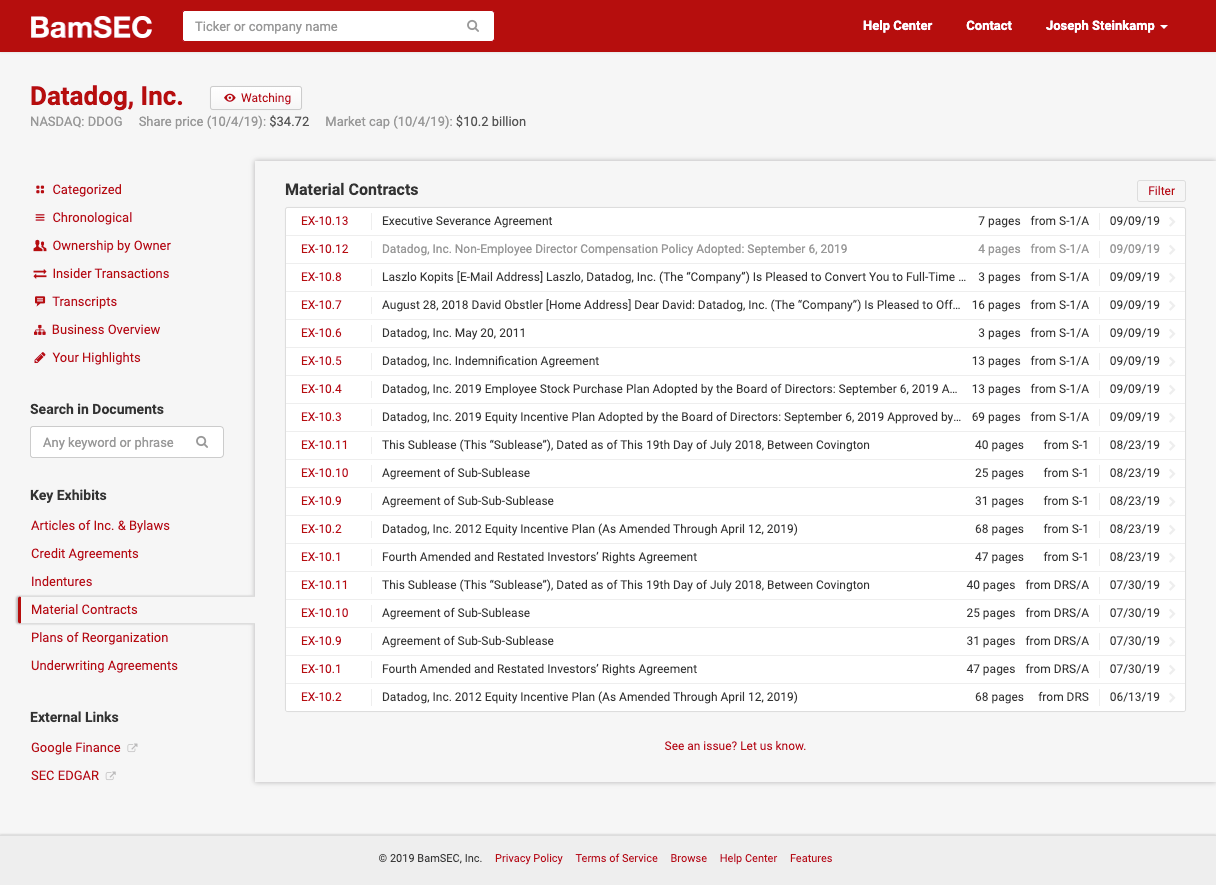 BamSEC
Ticker or company name
Help Center
Contact
Joseph Steinkamp
Datadog, Inc.
Watching
NASDAQ: DDOG Share price (10/4/19): $34.72 Market cap (10/4/19): $10.2 billion
Categorized
Chronological
Ownership by Owner
Insider Transactions
Transcripts
Business Overview
Your Highlights
Search in Documents
Any keyword or phrase
Key Exhibits
Articles of Inc. & Bylaws
Credit Agreements
Indentures
Material Contracts
Plans of Reorganization
Underwriting Agreements
External Links
Google Finance
SEC EDGAR
Material Contracts
Filter
EX-10.13 Executive Severance Agreement 7 pages from S-1/A 09/09/19
EX-10.12 Datadog, Inc. Non-Employee Director Compensation Policy Adopted: September 6, 2019 4 pages from S-1/A 09/09/19
EX-10.8 Laszlo Kopits [E-Mail Address] Laszlo, Datadog, Inc. (The “Company”) Is Pleased to Convert You to Full-Time ... 3 pages from S-1/A 09/09/19
EX-10.7 August 28, 2018 David Obstler [Home Address] Dear David: Datadog, Inc. (The “Company”) Is Pleased to Off... 16 pages from S-1/A 09/09/19
EX-10.6 Datadog, Inc. May 20, 2011 3 pages from S-1/A 09/09/19
EX-10.5 Datadog, Inc. Indemnification Agreement 13 pages from S-1/A 09/09/19
EX-10.4 Datadog, Inc. 2019 Employee Stock Purchase Plan Adopted by the Board of Directors: September 6, 2019 A... 13 pages from S-1/A 09/09/19
EX-10.3 Datadog, Inc. 2019 Equity Incentive Plan Adopted by the Board of Directors: September 6, 2019 Approved by... 69 pages from S-1/A 09/09/19
EX-10.11 This Sublease (This “Sublease”), Dated as of This 19th Day of July 2018, Between Covington 40 pages from S-1 08/23/19
EX-10.10 Agreement of Sub-Sublease 25 pages from S-1 08/23/19
EX-10.9 Agreement of Sub-Sub-Sublease 31 pages from S-1 08/23/19
EX-10.2 Datadog, Inc. 2012 Equity Incentive Plan (As Amended Through April 12, 2019) 68 pages from S-1 08/23/19
EX-10.1 Fourth Amended and Restated Investors’ Rights Agreement 47 pages from S-1 08/23/19
EX-10.11 This Sublease (This “Sublease”), Dated as of This 19th Day of July 2018, Between Covington 40 pages from DRS/A 07/30/19
EX-10.10 Agreement of Sub-Sublease 25 pages from DRS/A 07/30/19
EX-10.9 Agreement of Sub-Sub-Sublease 31 pages from DRS/A 07/30/19
EX-10.1 Fourth Amended and Restated Investors’ Rights Agreement 47 pages from DRS/A 07/30/19
EX-10.2 Datadog, Inc. 2012 Equity Incentive Plan (As Amended Through April 12, 2019) 68 pages from DRS 06/13/19
See an issue? Let us know.
© 2019 BamSEC, Inc. Privacy Policy Terms of Service Browse Help Center Features